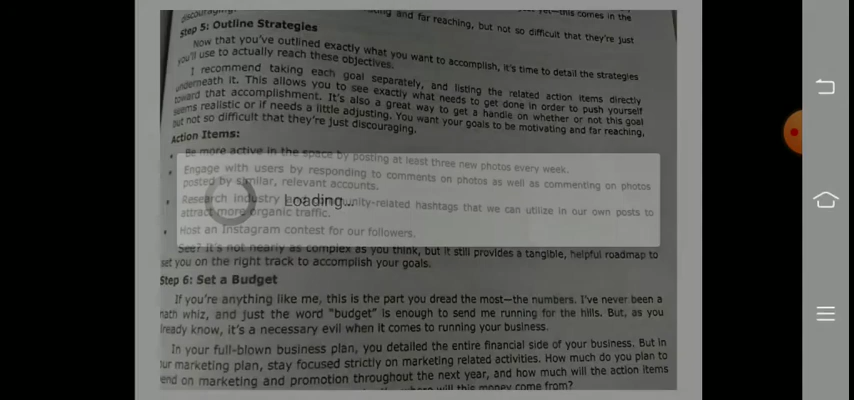 discouraging.
and far reaching, but not so difficult that they're just
this comes in the
Step 5: Outline Strategies
Now that you've outlined exactly what you want to accomplish, it's time to detail the strategies
you'll use to actually reach these objectives.
I recommend taking each goal separately, and listing the related action items directly
underneath it. This allows you to see exactly what needs to get done in order to push yourself
toward that accomplishment. It's also a great way to get a handle on whether or not this goal
seems realistic or if needs a little adjusting. You want your goals to be motivating and far reaching,
but not so difficult that they're just discouraging.
Action Items:
• Be more active in the space by posting at least three new photos every week.
• Engage with users by responding to comments on photos as well as commenting on photos
posted by similar, relevant accounts.
Loading...
• Research industry nity-related hashtags that we can utilize in our own posts to
attract more organic traffic.
• Host an Instagram contest for our followers.
See? It's not nearly as complex as you think, but it still provides a tangible, helpful roadmap to
set you on the right track to accomplish your goals.
Step 6: Set a Budget
If you're anything like me, this is the part you dread the most—the numbers. I've never been a
math whiz, and just the word "budget" is enough to send me running for the hills. But, as you
lready know, it's a necessary evil when it comes to running your business.
In your full-blown business plan, you detailed the entire financial side of your business. But in
ur marketing plan, stay focused strictly on marketing related activities. How much do you plan to
end on marketing and promotion throughout the next year, and how much will the action items
where will this money come from?